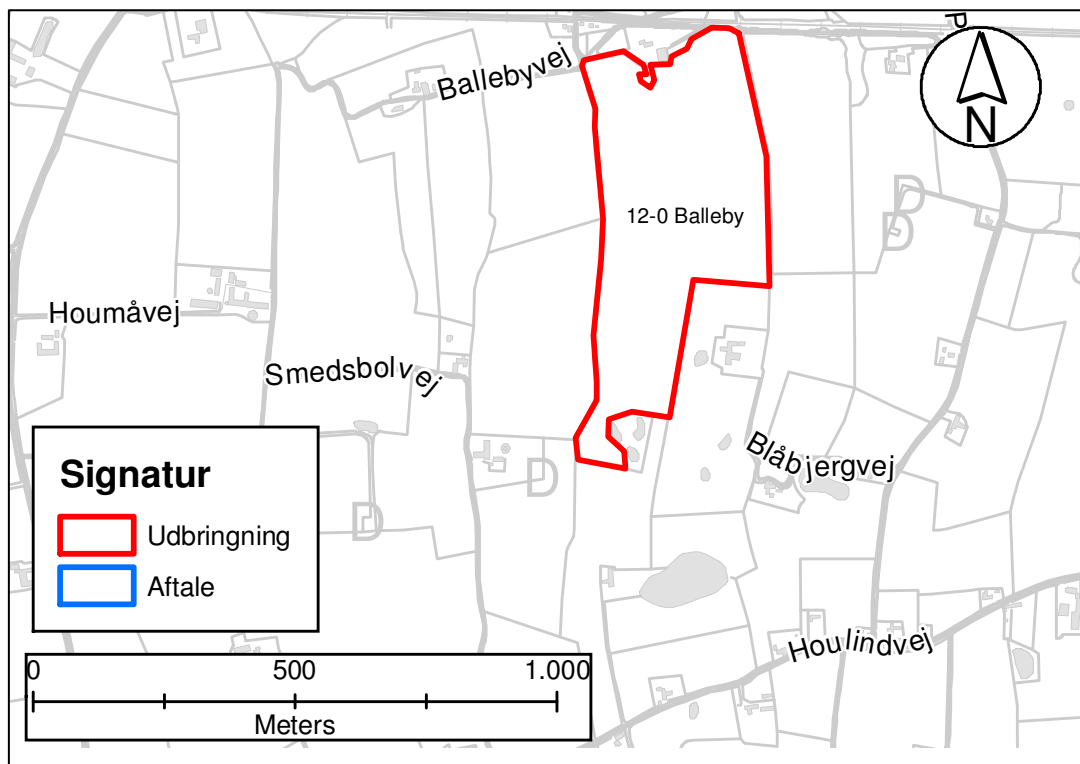 P
Ballebyvej
N
12-0 Balleby
Houmåvej
Smedsbolvej
Blåbjergvej
Signatur
Udbringning
Aftale
Houlindvej
0 500 1.000
Meters